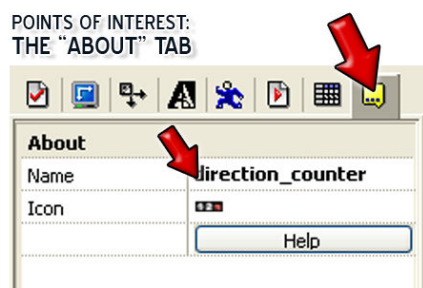 POINTS OF INTEREST:
THE “ABOUT” TAB
About
Name direction_counter
Icon
Help